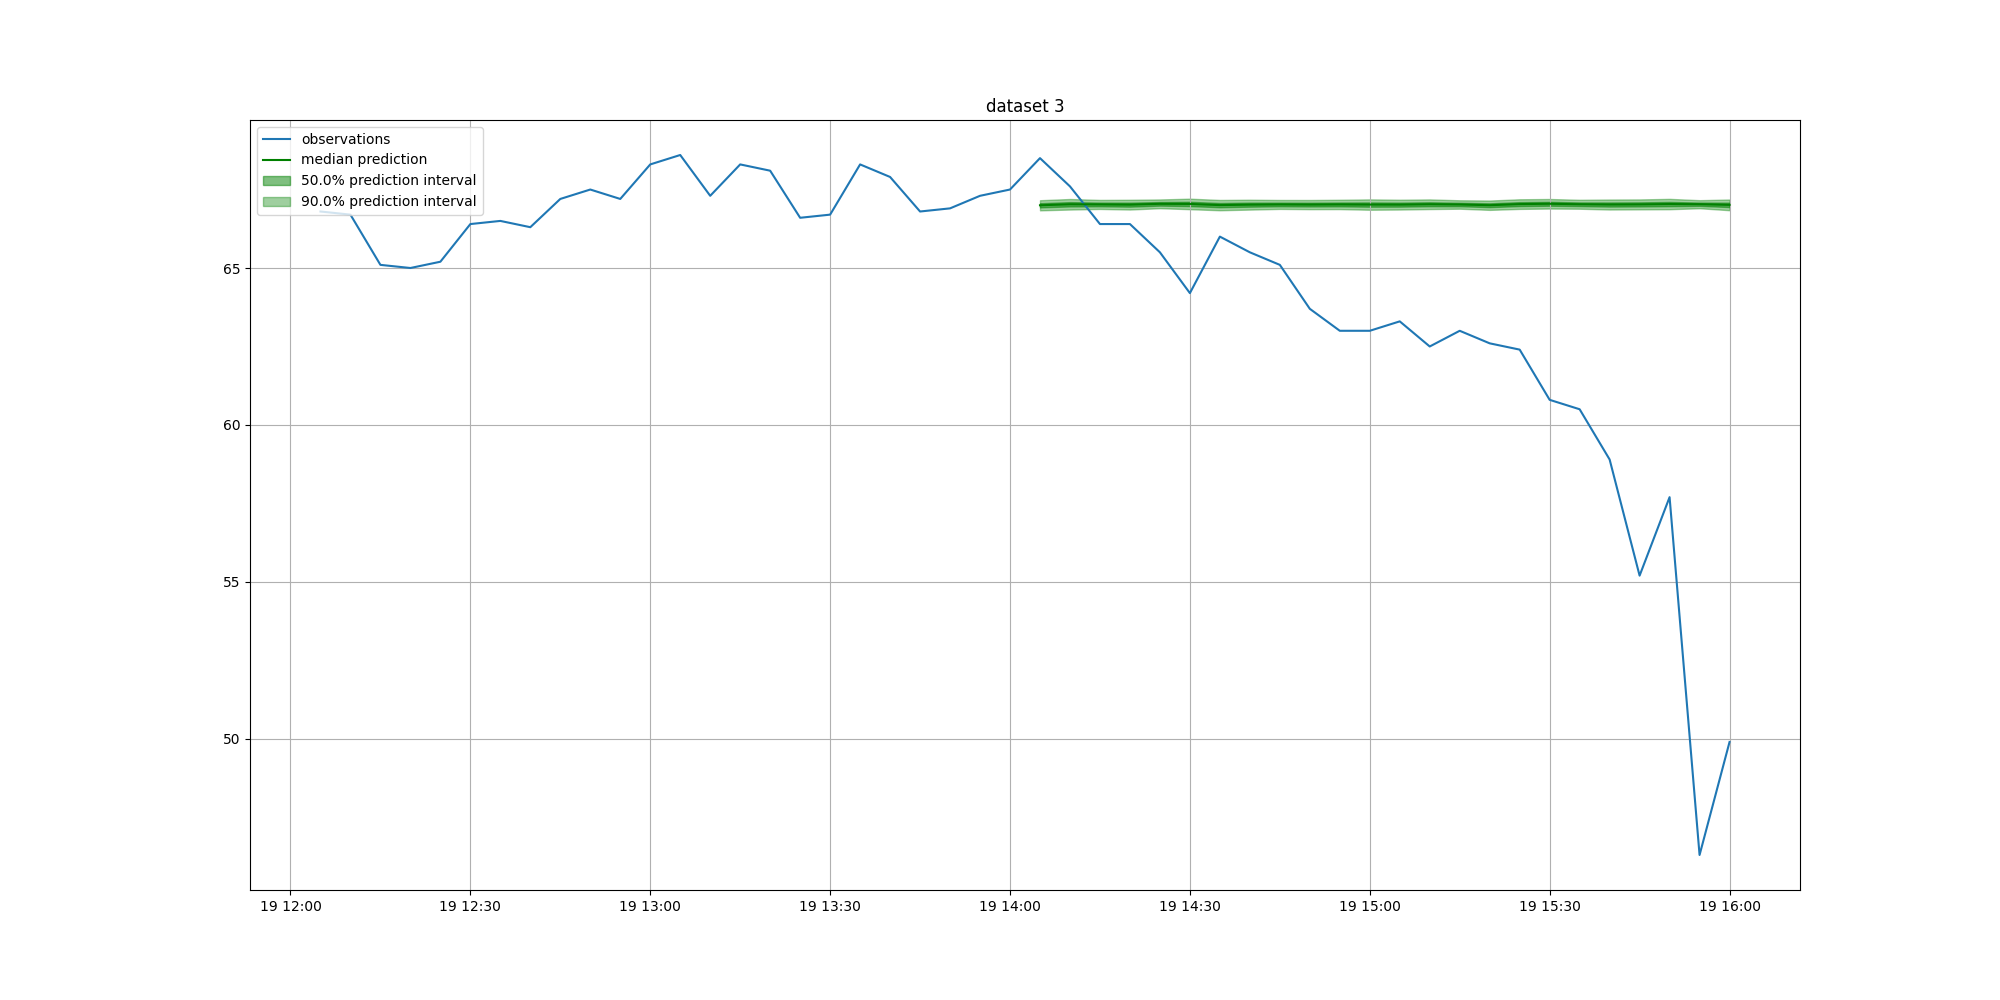 dataset 3
observations
median prediction
50.0% prediction interval
90.0% prediction interval
65
60
55
50
19 12:00 19 12:30 19 13:00 19 13:30 19 14:00 19 14:30 19 15:00 19 15:30 19 16:00